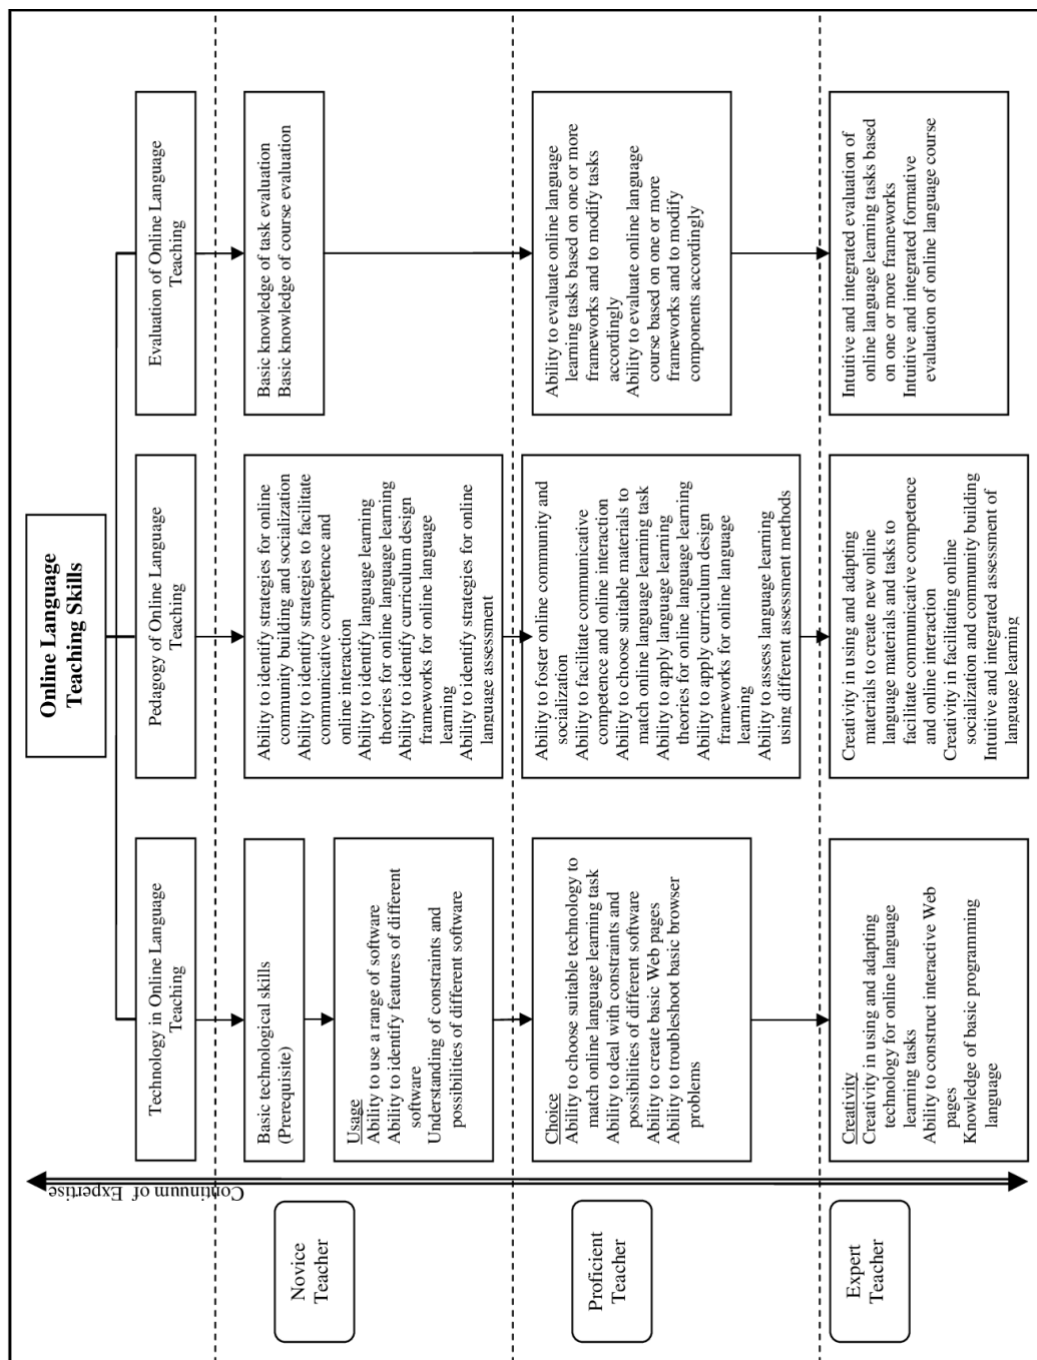 Online Language
Teaching Skills
Technology in Online Language
Teaching
Pedagogy of Online Language
Teaching
Evaluation of Online Language
Teaching
Continuum of Expertise
Novice
Teacher
Basic technological skills
(Prerequisite)
Usage
Ability to use a range of software
Ability to identify features of different
software
Understanding of constraints and
possibilities of different software
Ability to identify strategies for online
community building and socialization
Ability to identify strategies to facilitate
communicative competence and
online interaction
Ability to identify language learning
theories for online language learning
Ability to identify curriculum design
frameworks for online language
learning
Ability to identify strategies for online
language assessment
Basic knowledge of task evaluation
Basic knowledge of course evaluation
Proficient
Teacher
Choice
Ability to choose suitable technology to
match online language learning task
Ability to deal with constraints and
possibilities of different software
Ability to create basic Web pages
Ability to troubleshoot basic browser
problems
Ability to foster online community and
socialization
Ability to facilitate communicative
competence and online interaction
Ability to choose suitable materials to
match online language learning task
Ability to apply language learning
theories for online language learning
Ability to apply curriculum design
frameworks for online language
learning
Ability to assess language learning
using different assessment methods
Ability to evaluate online language
learning tasks based on one or more
frameworks and to modify tasks
accordingly
Ability to evaluate online language
course based on one or more
frameworks and to modify
components accordingly
Expert
Teacher
Creativity
Creativity in using and adapting
technology for online language
learning tasks
Ability to construct interactive Web
pages
Knowledge of basic programming
language
Creativity in using and adapting
materials to create new online
language materials and tasks to
facilitate communicative competence
and online interaction
Creativity in facilitating online
socialization and community building
Intuitive and integrated assessment of
language learning
Intuitive and integrated evaluation of
online language learning tasks based
on one or more frameworks
Intuitive and integrated formative
evaluation of online language course